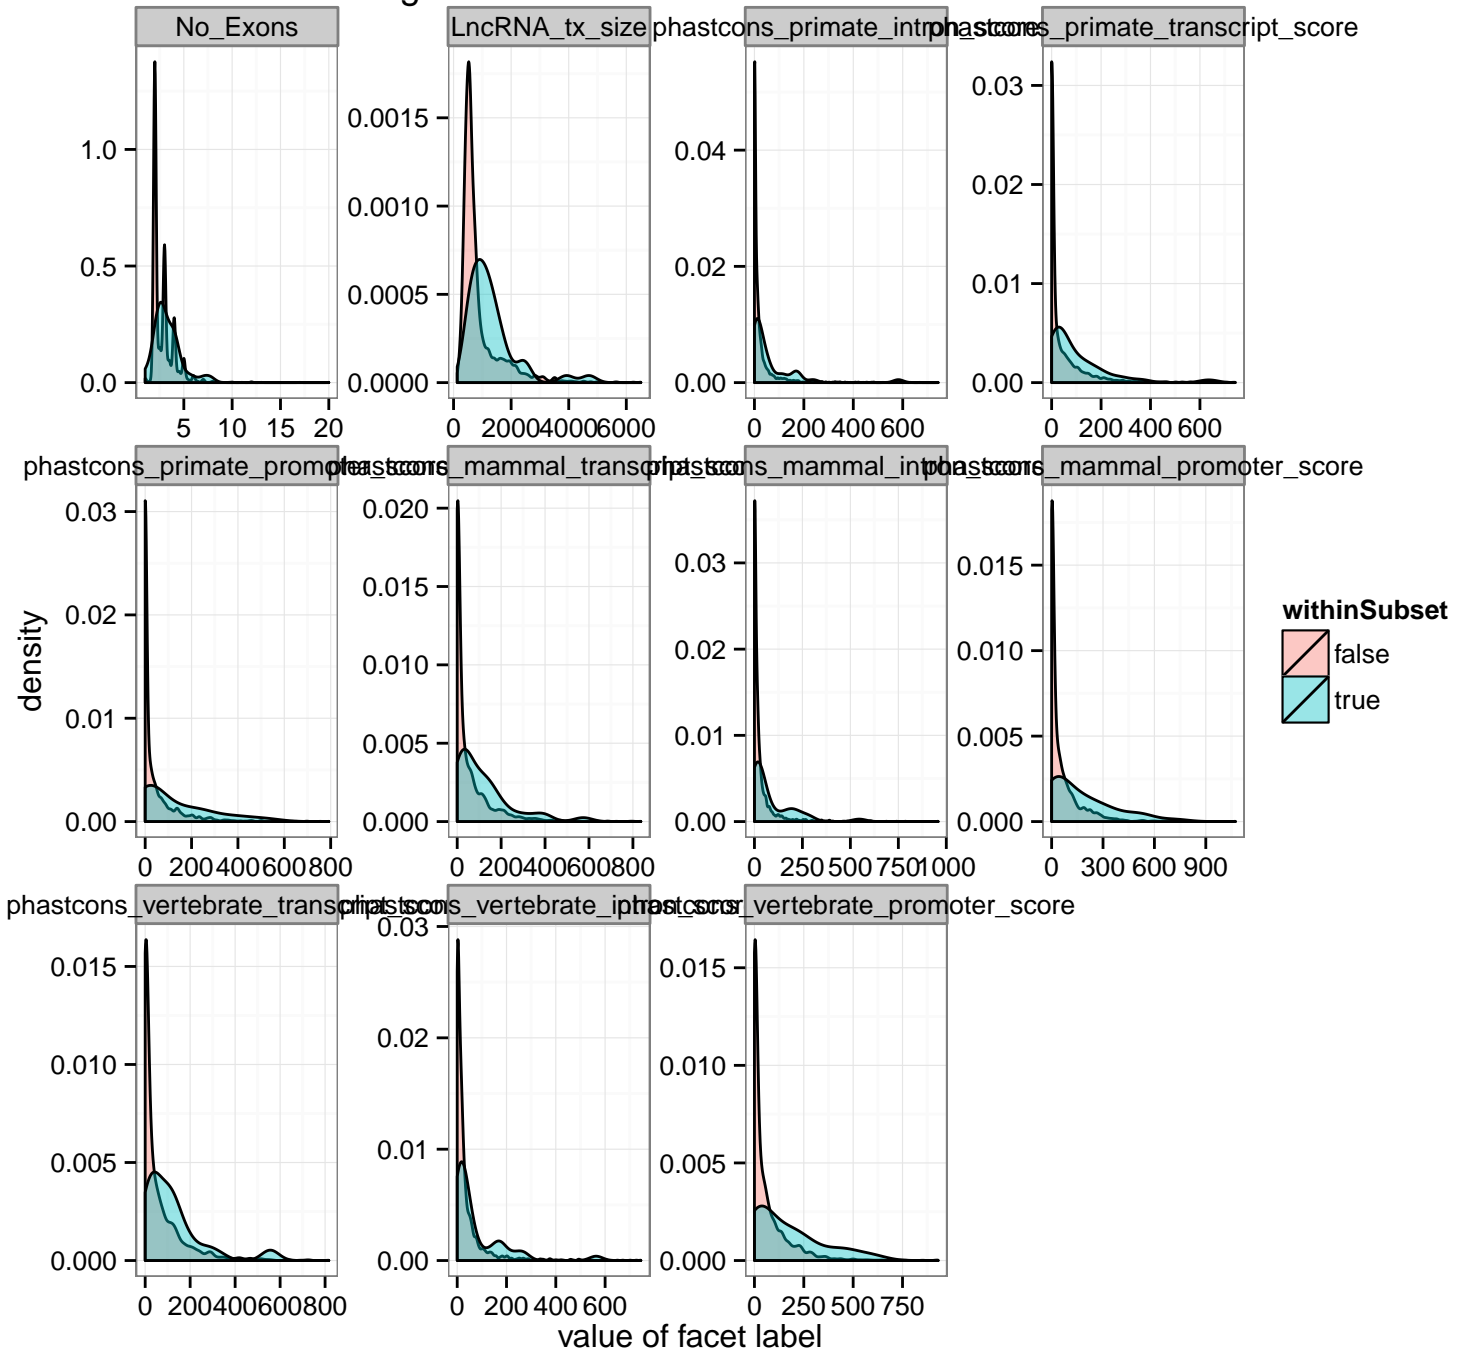 g
No_Exons
LncRNA_tx_size
phastcons_primate_intron_score
phastcons_primate_transcript_score
1.0
0.5
0.0
0.0015
0.0010
0.0005
0.0000
0.04
0.02
0.00
0.03
0.02
0.01
0.00
5 10 15 20
0 2000 4000 6000
0 200 400 600
0 200 400 600
phastcons_primate_promoter_score
phastcons_mammal_transcript_score
phastcons_mammal_intron_score
phastcons_mammal_promoter_score
density
0.03
0.02
0.01
0.00
0.020
0.015
0.010
0.005
0.000
0.03
0.02
0.01
0.00
0.015
0.010
0.005
0.000
0 200 400 600 800
0 200 400 600 800
0 250 500 750 1000
0 300 600 900
withinSubset
false
true
phastcons_vertebrate_transcript_score
phastcons_vertebrate_intron_score
phastcons_vertebrate_promoter_score
0.015
0.010
0.005
0.000
0.03
0.02
0.01
0.00
0.015
0.010
0.005
0.000
0 200 400 600 800
0 200 400 600
0 250 500 750
value of facet label